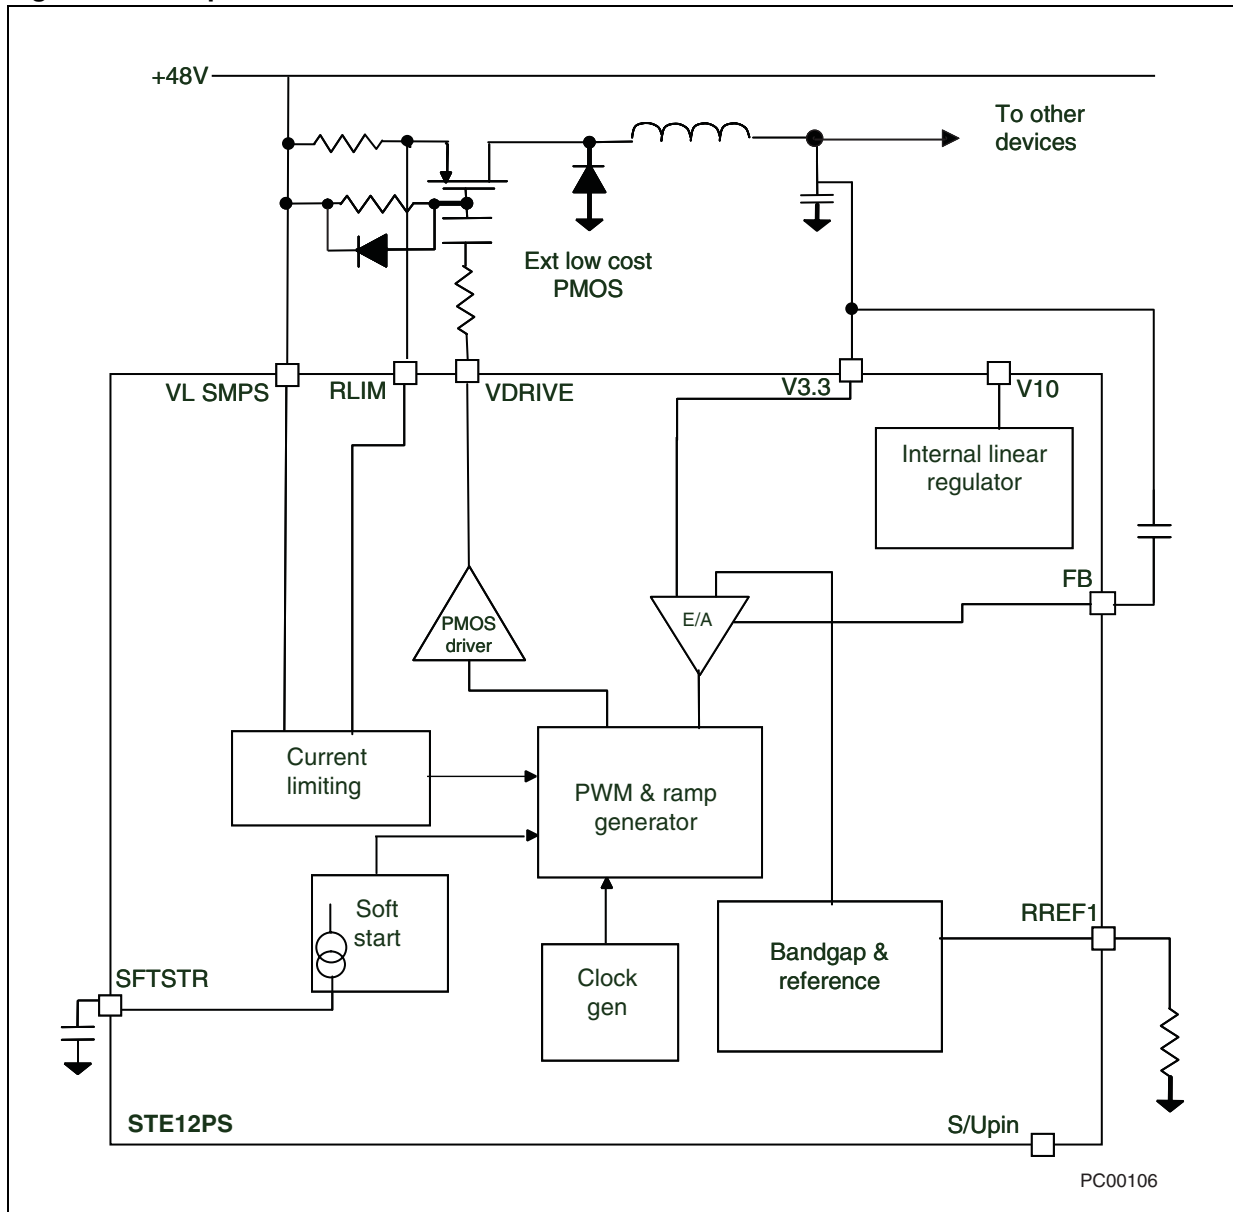 +48V
To other
devices
Ext low cost
PMOS
VL SMPS
RLIM
VDRIVE
V3.3
V10
Internal linear
regulator
FB
PMOS
driver
E/A
Current
limiting
PWM & ramp
generator
Soft
start
RREF1
Bandgap &
reference
SFTSTR
Clock
gen
STE12PS
S/Upin
PC00106